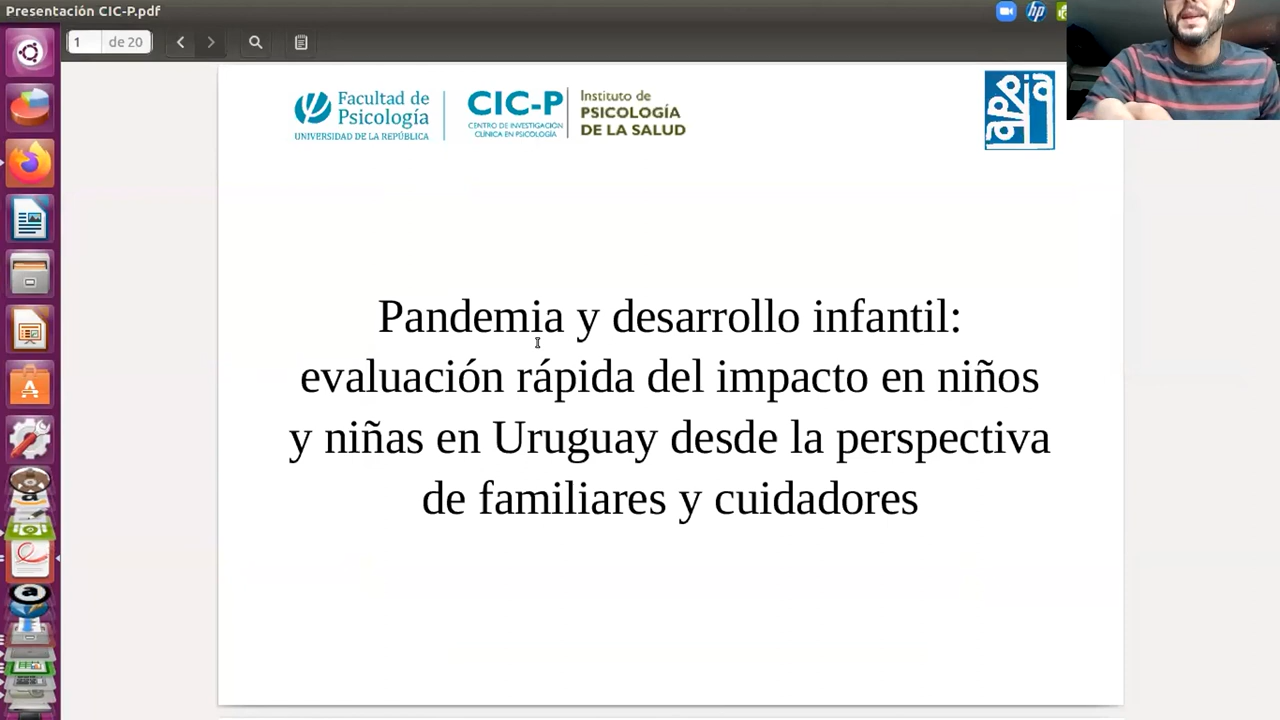 Presentación CIC-P.pdf
1 de 20
Facultad de
Psicología
UNIVERSIDAD DE LA REPÚBLICA
CIC-P
CENTRO DE INVESTIGACIÓN
CLÍNICA EN PSICOLOGÍA
Instituto de
PSICOLOGÍA
DE LA SALUD
appia
hp
Pandemia y desarrollo infantil:
evaluación rápida del impacto en niños
y niñas en Uruguay desde la perspectiva
de familiares y cuidadores